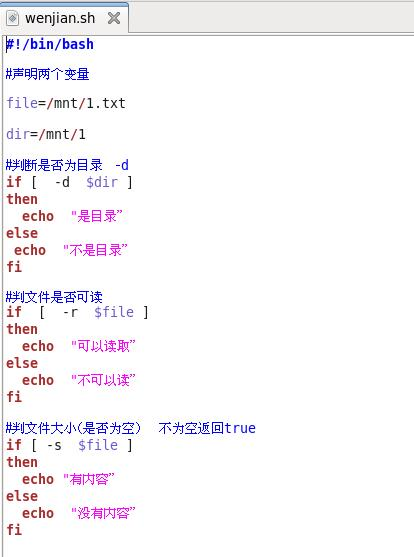 wenjian.sh
#!/bin/bash
#声明两个变量
file=/mnt/1.txt
dir=/mnt/1
#判断是否为目录 -d
if [ -d $dir ]
then
echo "是目录”
else
echo "不是目录”
fi
#判文件是否可读
if [ -r $file ]
then
echo "可以读取”
else
echo "不可以读”
fi
#判文件大小(是否为空) 不为空返回true
if [ -s $file ]
then
echo "有内容”
else
echo "没有内容”
fi